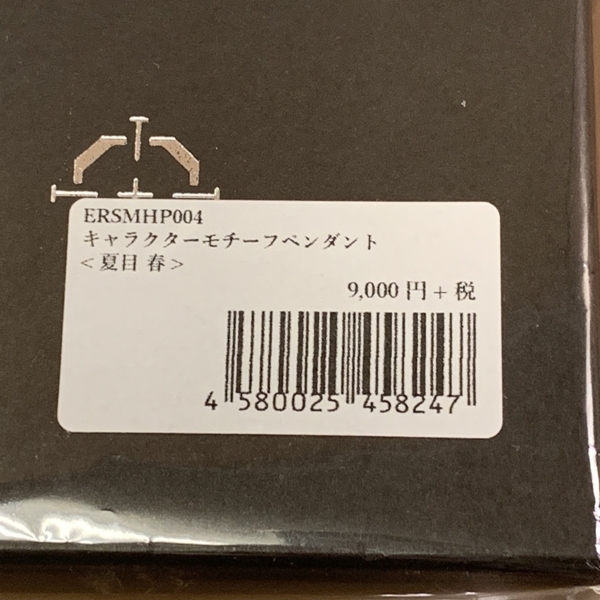 ERSMHP004
キャラクターモチーフペンダント
< 夏目 春 >
9,000 円 + 税
4 580025 458247